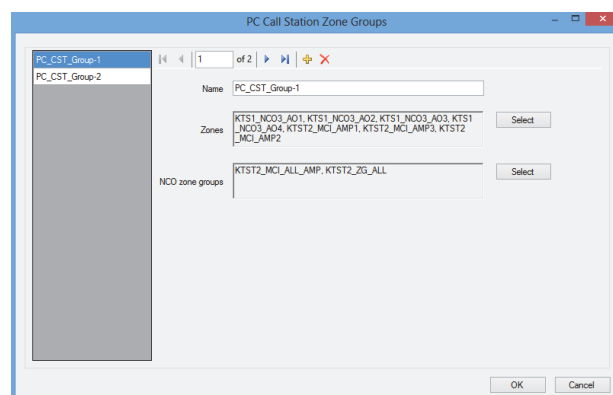 PC Call Station Zone Groups
PC_CST_Group-1
PC_CST_Group-2
1 of 2
Name PC_CST_Group-1
Zones
KTS1_NCO3_AO1, KTS1_NCO3_AO2, KTS1_NCO3_AO3, KTS1
_NCO3_AO4, KTST2_MCI_AMP1, KTST2_MCI_AMP3, KTST2
_MCI_AMP2
Select
NCO zone groups
KTST2_MCI_ALL_AMP, KTST2_ZG_ALL
Select
OK Cancel